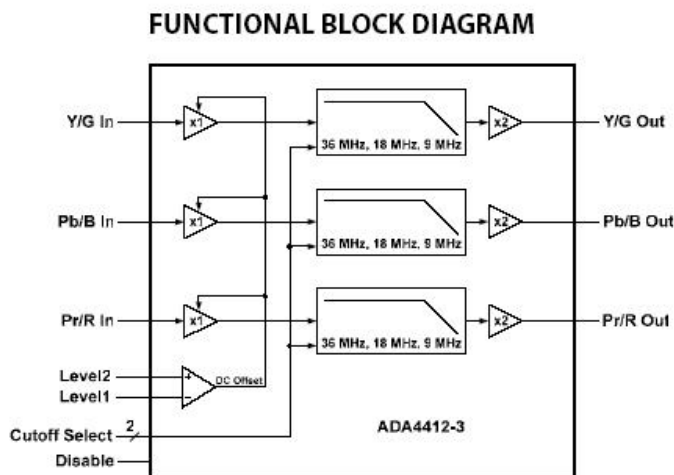 FUNCTIONAL BLOCK DIAGRAM
Y/G In
x1
36 MHz, 18 MHz, 9 MHz
x2
Y/G Out
Pb/B In
x1
36 MHz, 18 MHz, 9 MHz
x2
Pb/B Out
Pr/R In
x1
36 MHz, 18 MHz, 9 MHz
x2
Pr/R Out
Level2
+
DC Offset
Level1
−
Cutoff Select
2
ADA4412-3
Disable